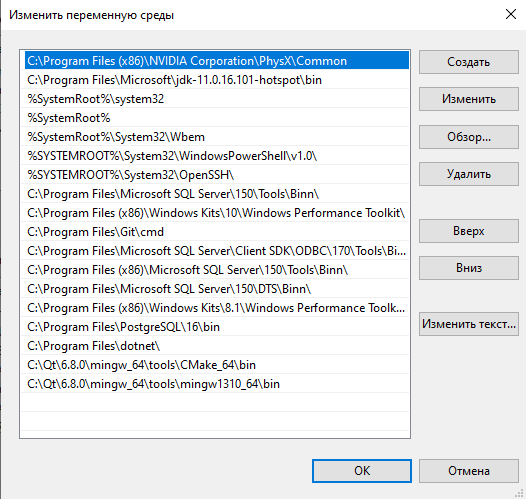 Изменить переменную среды
C:\Program Files (x86)\NVIDIA Corporation\PhysX\Common
C:\Program Files\Microsoft\jdk-11.0.16.101-hotspot\bin
%SystemRoot%\system32
%SystemRoot%
%SystemRoot%\System32\Wbem
%SYSTEMROOT%\System32\WindowsPowerShell\v1.0\
%SYSTEMROOT%\System32\OpenSSH\
C:\Program Files\Microsoft SQL Server\150\Tools\Binn\
C:\Program Files (x86)\Windows Kits\10\Windows Performance Toolkit\
C:\Program Files\Git\cmd
C:\Program Files\Microsoft SQL Server\Client SDK\ODBC\170\Tools\Bi...
C:\Program Files (x86)\Microsoft SQL Server\150\Tools\Binn\
C:\Program Files\Microsoft SQL Server\150\DTS\Binn\
C:\Program Files (x86)\Windows Kits\8.1\Windows Performance Toolk...
C:\Program Files\PostgreSQL\16\bin
C:\Program Files\dotnet\
C:\Qt\6.8.0\mingw_64\tools\CMake_64\bin
C:\Qt\6.8.0\mingw_64\tools\mingw1310_64\bin
Создать
Изменить
Обзор...
Удалить
Вверх
Вниз
Изменить текст...
OK
Отмена